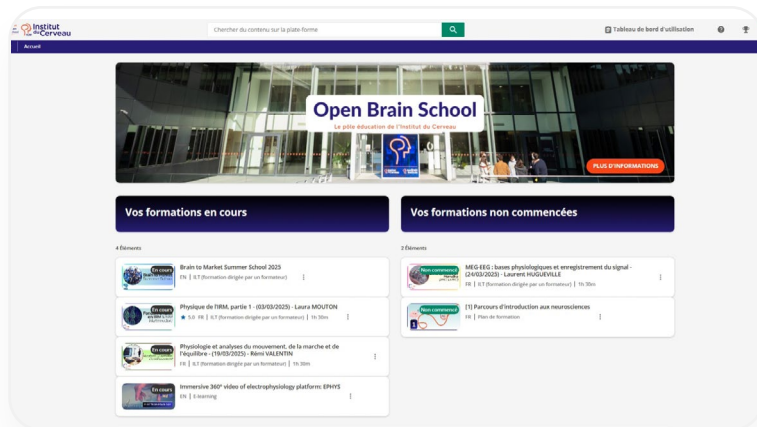 Institut
du Cerveau
Chercher du contenu sur la plate-forme
Tableau de bord d'utilisation
Accueil
Open Brain School
Le pôle éducation de l'Institut du Cerveau
PLUS D'INFORMATIONS
Vos formations en cours
4 Éléments
En cours
Brain to Market Summer School 2025
EN | ILT (formation dirigée par un formateur)
En cours
Physique de l'IRM, partie 1 - (03/03/2025) - Laura MOUTON
5.0 FR | ILT (formation dirigée par un formateur) | 1h 30m
En cours
Physiologie et analyses du mouvement, de la marche et de
l'équilibre - (19/03/2025) - Rémi VALENTIN
FR | ILT (formation dirigée par un formateur) | 1h 30m
En cours
Immersive 360° video of electrophysiology platform: EPHYS
EN | E-learning
Vos formations non commencées
2 Éléments
Non commencé
MEG-EEG : bases physiologiques et enregistrement du signal -
(24/03/2025) - Laurent HUGUEVILLE
FR | ILT (formation dirigée par un formateur) | 1h 30m
Non commencé
1
[1] Parcours d'introduction aux neurosciences
FR | Plan de formation